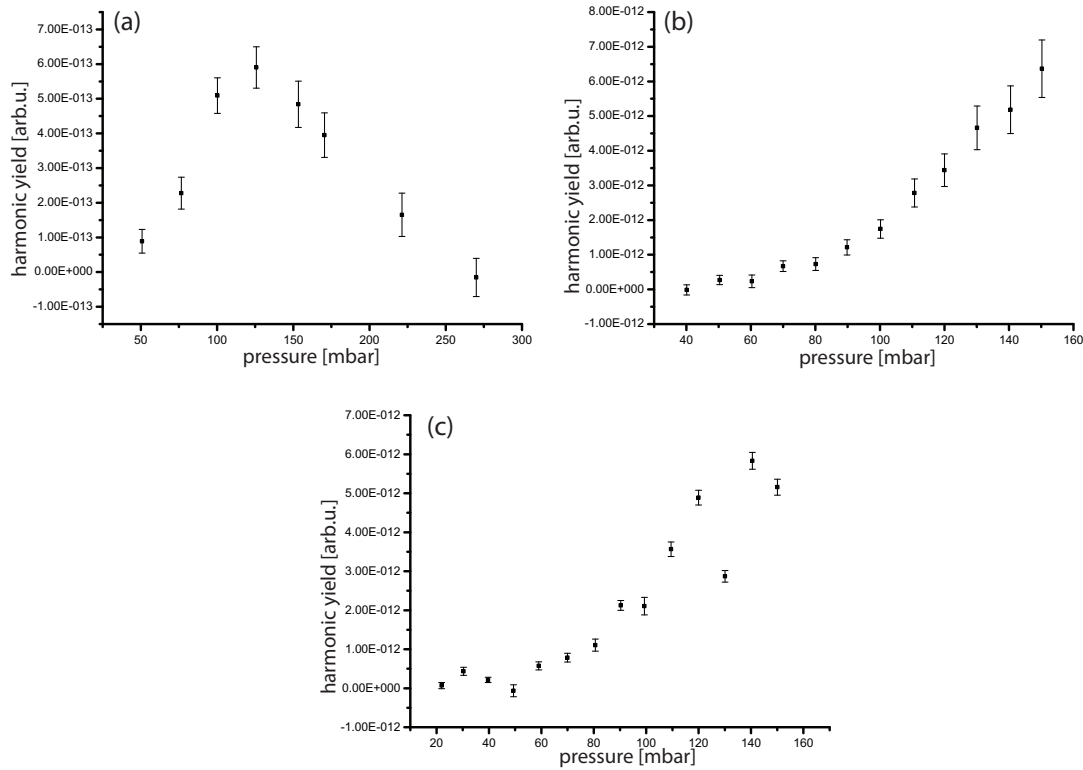 (a)
harmonic yield [arb.u.]
7.00E-013
6.00E-013
5.00E-013
4.00E-013
3.00E-013
2.00E-013
1.00E-013
0.00E+000
-1.00E-013
50 100 150 200 250 300
pressure [mbar]
(b)
harmonic yield [arb.u.]
8.00E-012
7.00E-012
6.00E-012
5.00E-012
4.00E-012
3.00E-012
2.00E-012
1.00E-012
0.00E+000
-1.00E-012
40 60 80 100 120 140 160
pressure [mbar]
(c)
harmonic yield [arb.u.]
7.00E-012
6.00E-012
5.00E-012
4.00E-012
3.00E-012
2.00E-012
1.00E-012
0.00E+000
-1.00E-012
20 40 60 80 100 120 140 160
pressure [mbar]